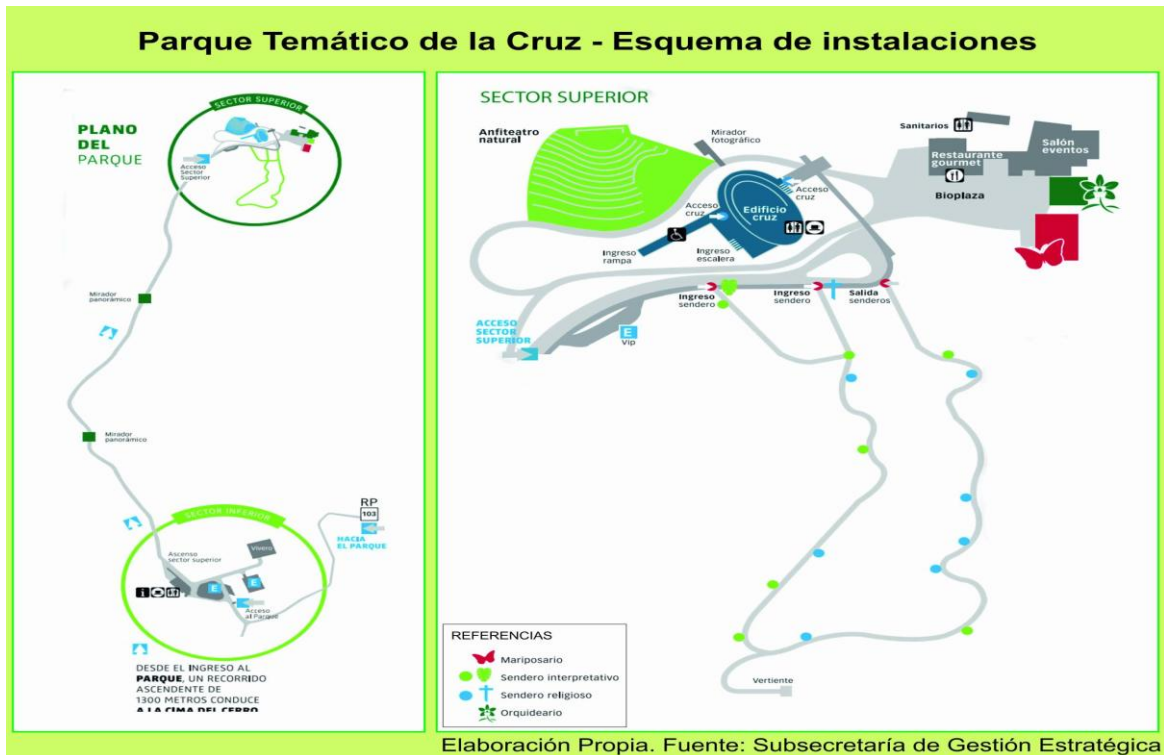 Parque Temático de la Cruz - Esquema de instalaciones
PLANO
DEL
PARQUE
SECTOR SUPERIOR
Acceso
Sector
Superior
Mirador
panorámico
Mirador
panorámico
RP
103
HACIA
EL PARQUE
SECTOR INFERIOR
Ascenso
sector superior
Vivero
E
E
i
Acceso
al Parque
DESDE EL INGRESO AL
PARQUE, UN RECORRIDO
ASCENDENTE DE
1300 METROS CONDUCE
A LA CIMA DEL CERRO
SECTOR SUPERIOR
Anfiteatro
natural
Mirador
fotográfico
Sanitarios
Restaurante
gourmet
Salón
eventos
Bioplaza
Acceso
cruz
Acceso
cruz
Edificio
cruz
Ingreso
rampa
Ingreso
escalera
Ingreso
sendero
Ingreso
sendero
Salida
senderos
ACCESO
SECTOR
SUPERIOR
E
Vip
Vertiente
REFERENCIAS
Mariposario
Sendero interpretativo
Sendero religioso
Orquideario
Elaboración Propia. Fuente: Subsecretaría de Gestión Estratégica